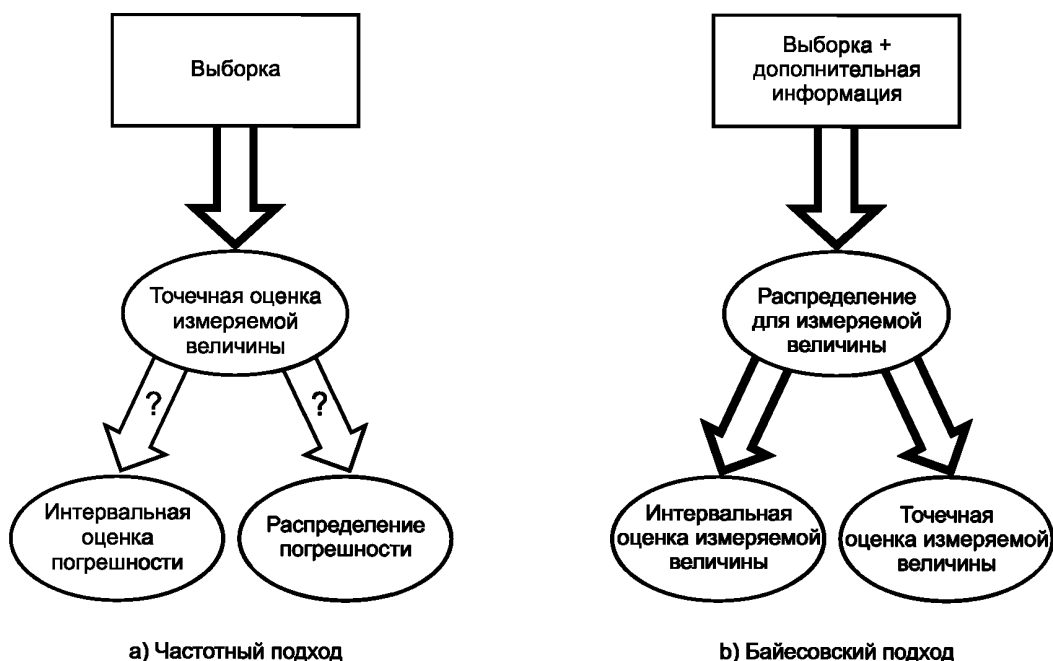 Выборка
Точечная оценка
измеряемой
величины
?
?
Интервальная
оценка
погрешности
Распределение
погрешности
а) Частотный подход
Выборка +
дополнительная
информация
Распределение
для измеряемой
величины
Интервальная
оценка измеряемой
величины
Точечная
оценка измеряемой
величины
b) Байесовский подход